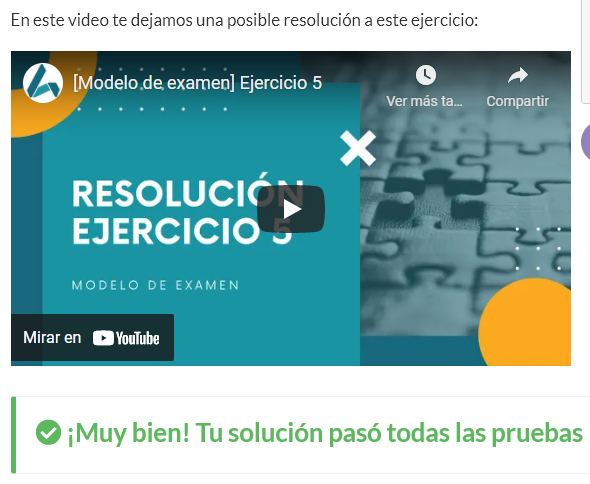 En este video te dejamos una posible resolución a este ejercicio:
[Modelo de examen] Ejercicio 5
Ver más ta...
Compartir
RESOLUCIÓN
EJERCICIO 5
MODELO DE EXAMEN
Mirar en YouTube
¡Muy bien! Tu solución pasó todas las pruebas